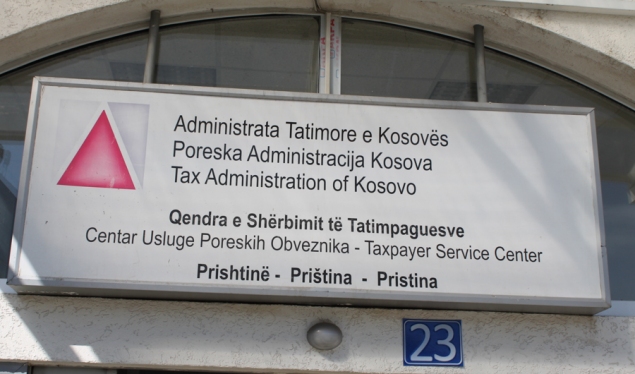 Administrata Tatimore e Kosovës
Poreska Administracija Kosova
Tax Administration of Kosovo
Qendra e Shërbimit të Tatimpaguesve
Centar Usluge Poreskih Obveznika - Taxpayer Service Center
Prishtinë - Priština - Pristina
23